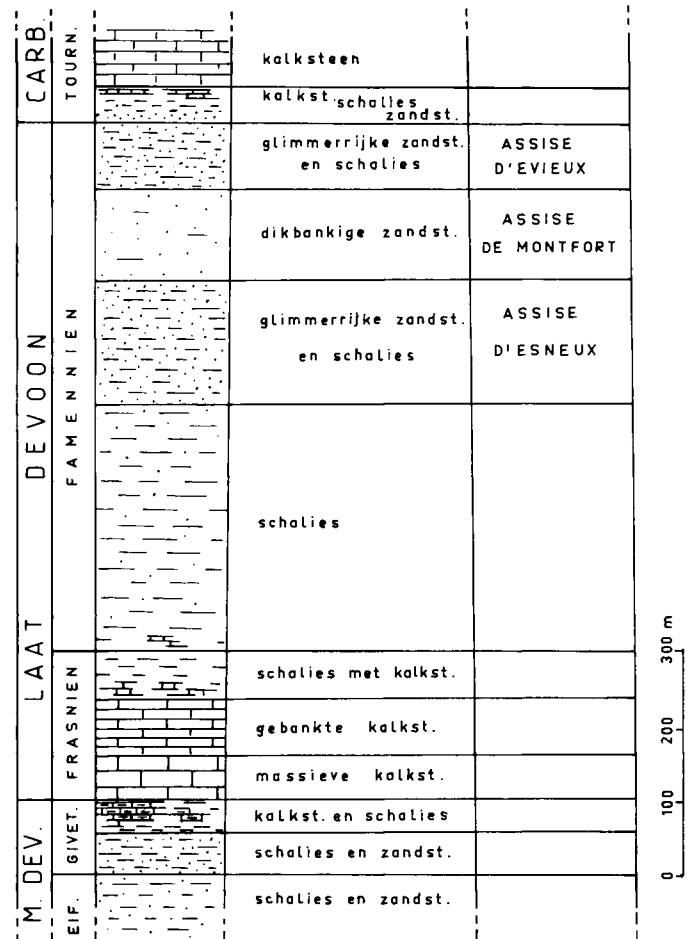 CARB.
TOURN.
kalksteen
kalkst. schalies
zandst.
LAAT DEVOON
FAMENNIEN
glimmerrijke zandst.
en schalies
ASSISE
D'EVIEUX
dikbankige zandst.
ASSISE
DE MONTFORT
glimmerrijke zandst.
en schalies
ASSISE
D'ESNEUX
schalies
FRASNIEN
schalies met kalkst.
gebankte kalkst.
massieve kalkst.
M. DEV.
GIVET.
kalkst. en schalies
schalies en zandst.
EIF.
schalies en zandst.
300 m
200
100
0